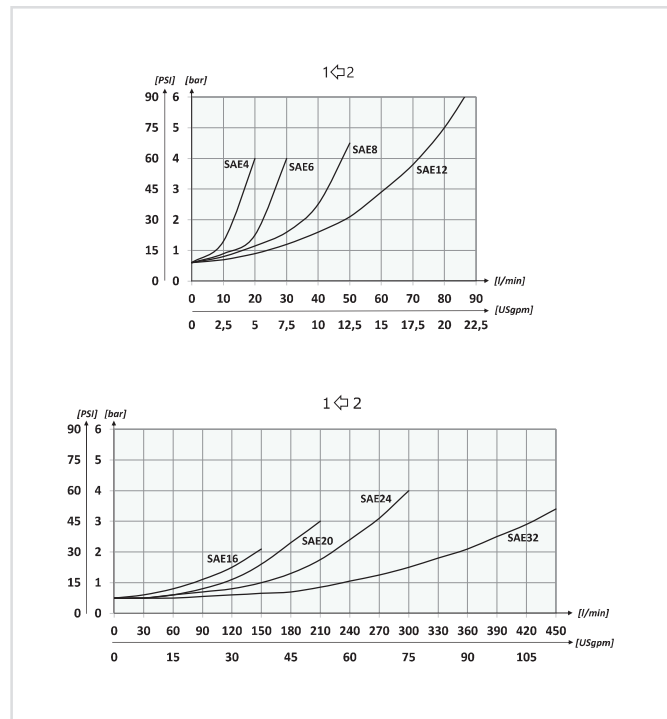 1⇦2
[PSI] [bar]
90 6
75 5
60 4
45 3
30 2
15 1
0 0
SAE4 SAE6 SAE8 SAE12
[l/min]
0 10 20 30 40 50 60 70 80 90
[USgpm]
0 2,5 5 7,5 10 12,5 15 17,5 20 22,5
1⇦2
[PSI] [bar]
90 6
75 5
60 4
45 3
30 2
15 1
0 0
SAE16 SAE20 SAE24 SAE32
[l/min]
0 30 60 90 120 150 180 210 240 270 300 330 360 390 420 450
[USgpm]
0 15 30 45 60 75 90 105